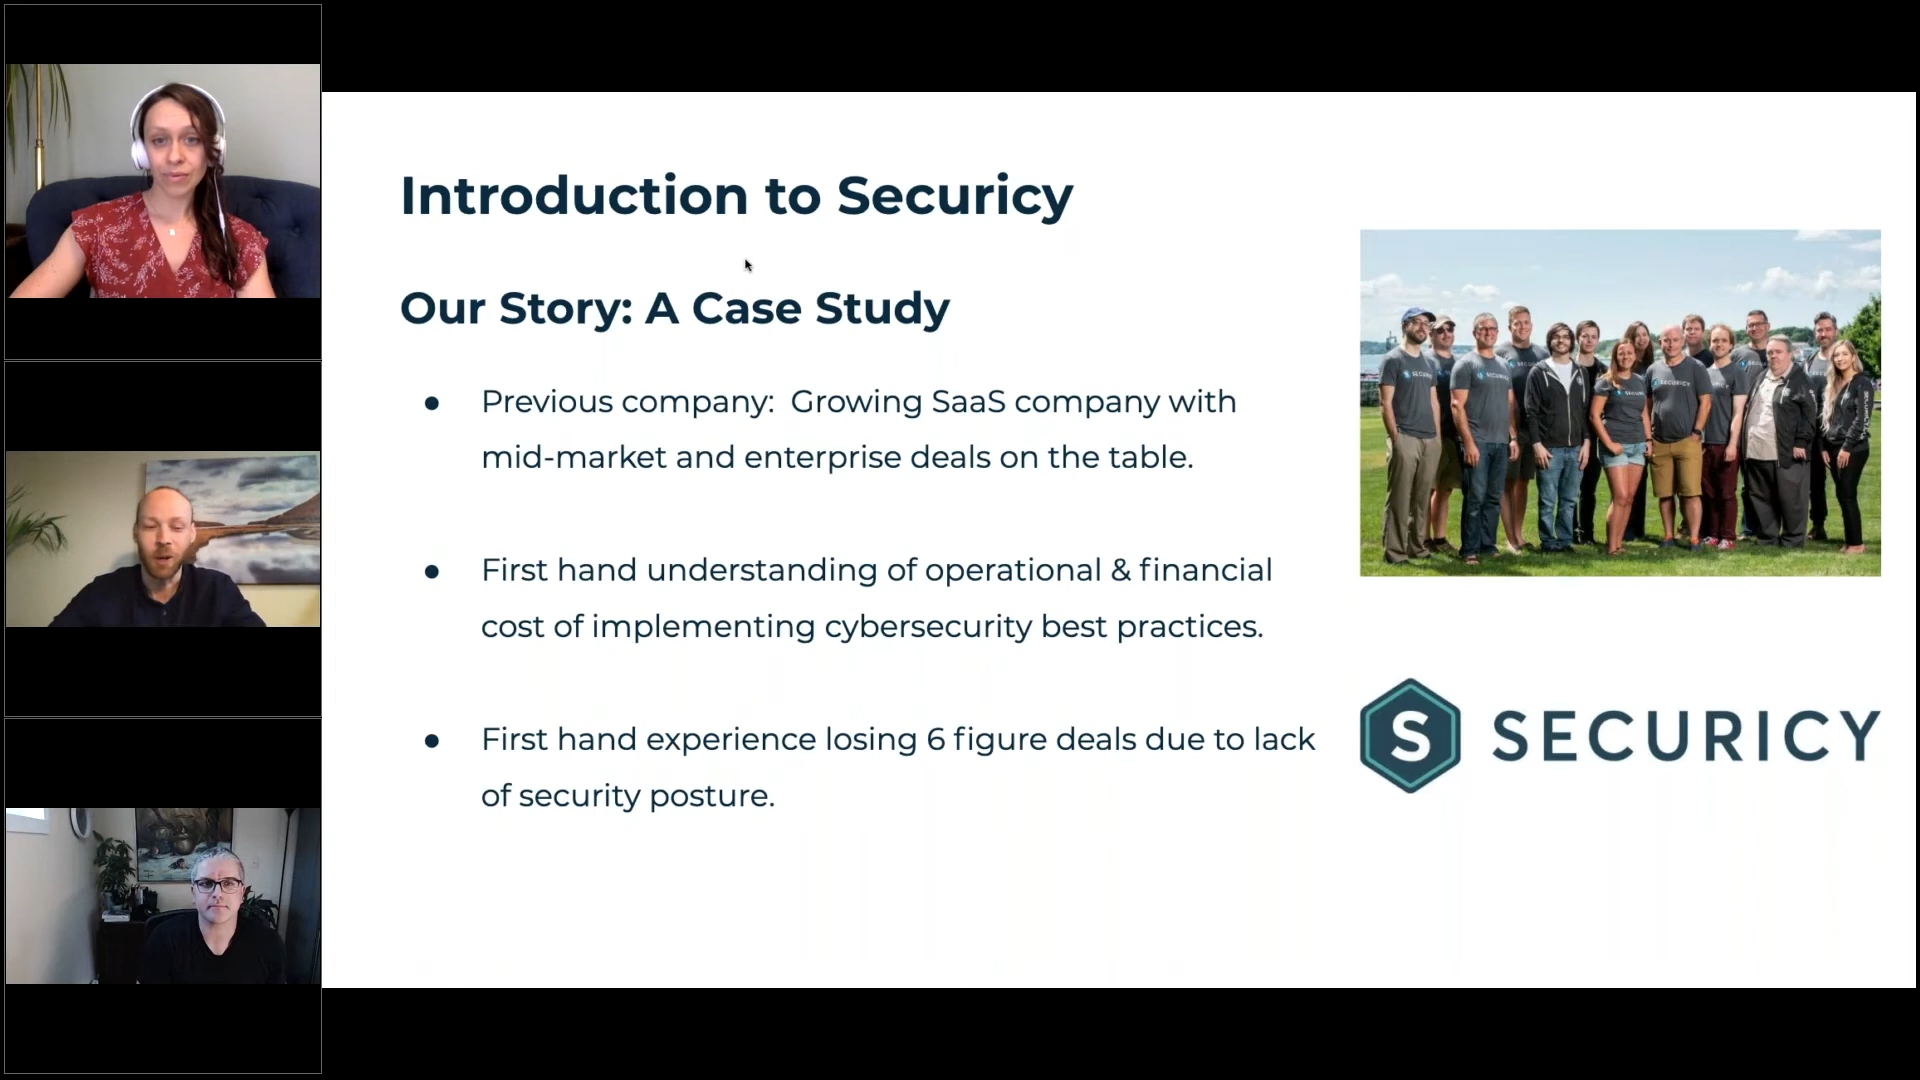 Introduction to Securicy
Our Story: A Case Study
● Previous company:  Growing SaaS company with
mid-market and enterprise deals on the table.
● First hand understanding of operational & financial
cost of implementing cybersecurity best practices.
● First hand experience losing 6 figure deals due to lack
of security posture.
S SECURICY